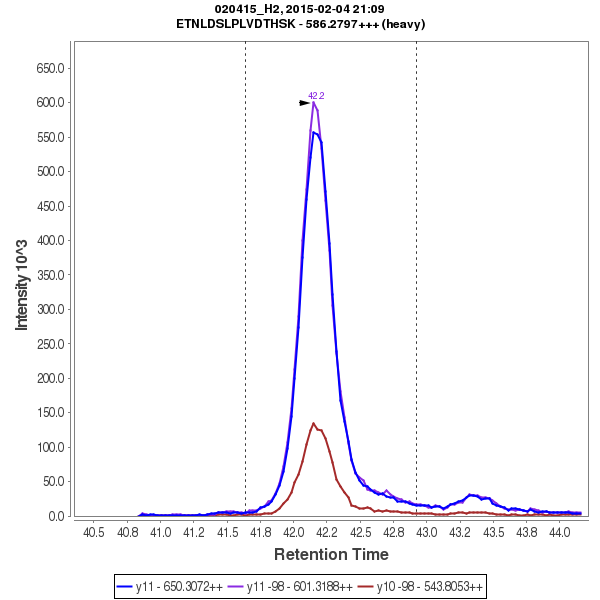 020415_H2, 2015-02-04 21:09
ETNLDSLPLVDTHSK - 586.2797+++ (heavy)
650.0
600.0
550.0
500.0
450.0
400.0
350.0
300.0
250.0
200.0
150.0
100.0
50.0
0.0
Intensity 10^3
42.2
40.5 40.8 41.0 41.2 41.5 41.8 42.0 42.2 42.5 42.8 43.0 43.2 43.5 43.8 44.0
Retention Time
y11 - 650.3072++ y11 -98 - 601.3188++ y10 -98 - 543.8053++